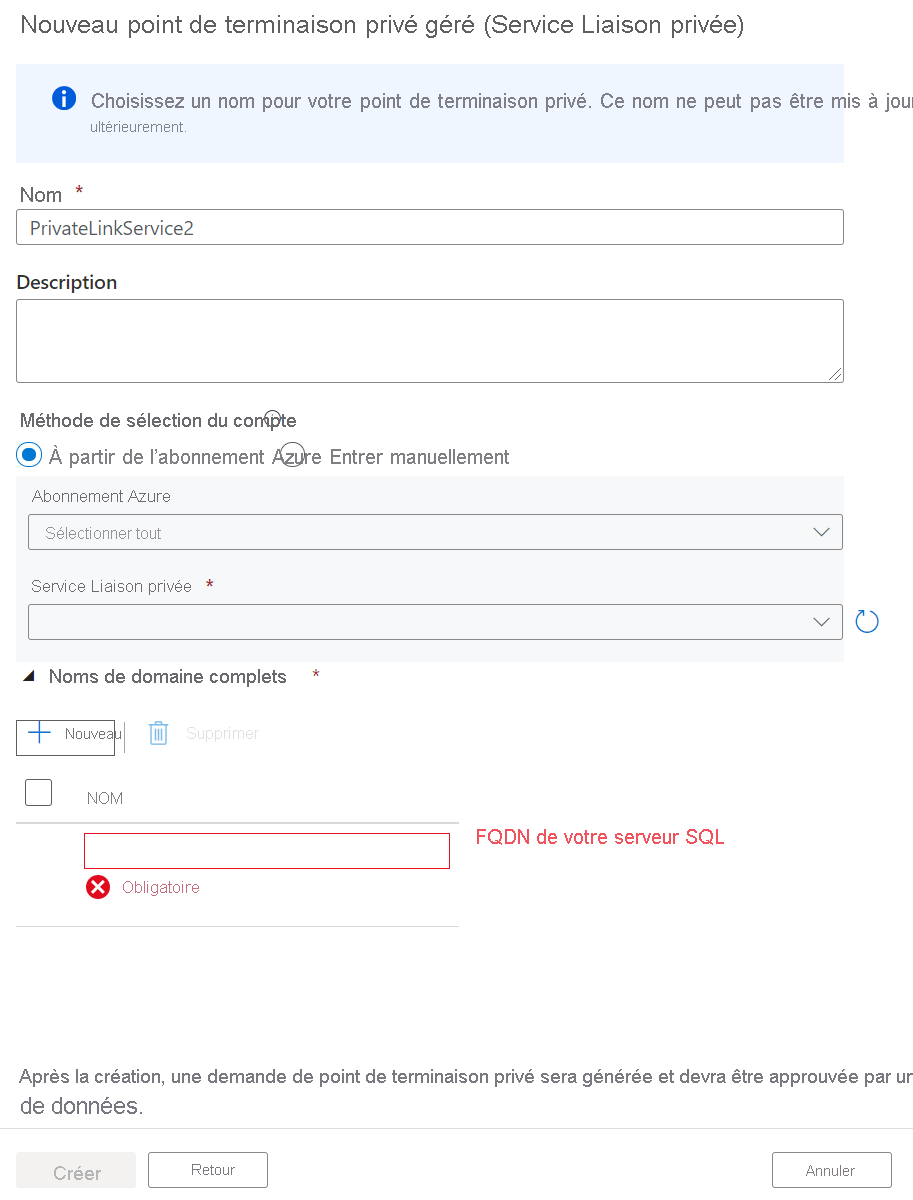 Nouveau point de terminaison privé géré (Service Liaison privée)
Choisissez un nom pour votre point de terminaison privé. Ce nom ne peut pas être mis à jour
ultérieurement.
Nom *
PrivateLinkService2
Description
Méthode de sélection du compte
À partir de l’abonnement Azure Entrer manuellement
Abonnement Azure
Sélectionner tout
Service Liaison privée *
Noms de domaine complets *
Nouveau Supprimer
NOM
FQDN de votre serveur SQL
Obligatoire
Après la création, une demande de point de terminaison privé sera générée et devra être approuvée par un
de données.
Créer Retour Annuler